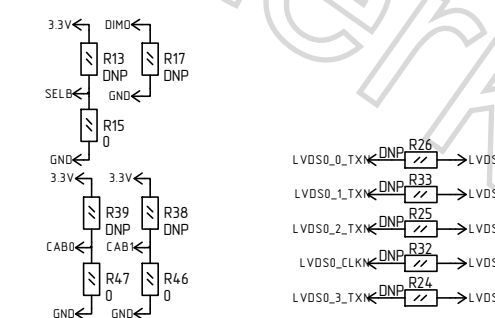 3.3V DIM0
R13 R17
DNP DNP
SELB GND
R15
0
GND
3.3V 3.3V
R39 R38
DNP DNP
CAB0 CAB1
R47 R46
0 0
GND GND
LVDS0_0_TXN DNP R26 LVDS
LVDS0_1_TXN DNP R33 LVDS
LVDS0_2_TXN DNP R25 LVDS
LVDS0_CLKN DNP R32 LVDS
LVDS0_3_TXN DNP R24 LVDS